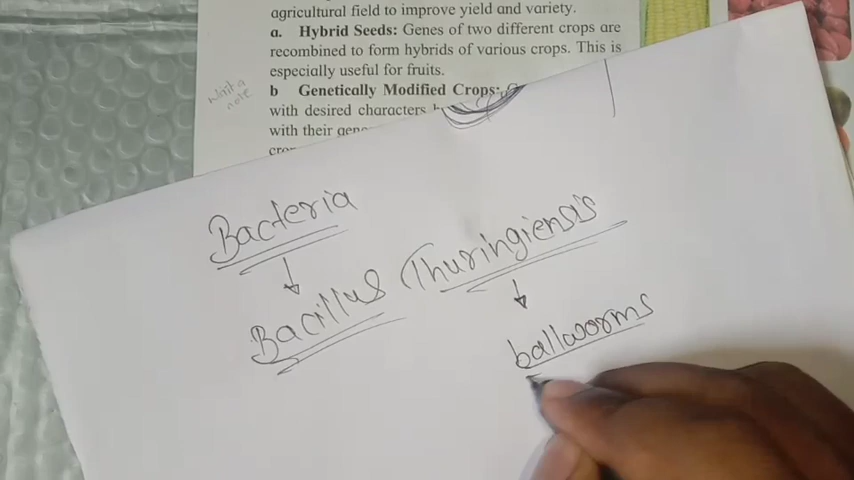 agricultural field to improve yield and variety.
a. Hybrid Seeds: Genes of two different crops are
recombined to form hybrids of various crops. This is
especially useful for fruits.
b Genetically Modified Crops:
with desired characters
with their
Write a
note
Bacteria
Bacillus Thuringiensis
ballworms